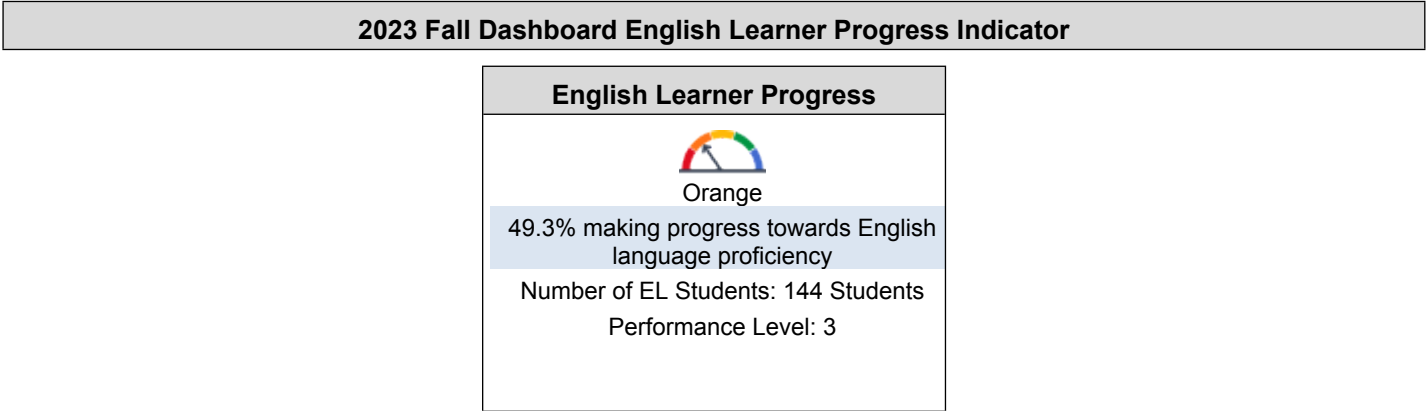 2023 Fall Dashboard English Learner Progress Indicator
English Learner Progress
Orange
49.3% making progress towards English
language proficiency
Number of EL Students: 144 Students
Performance Level: 3